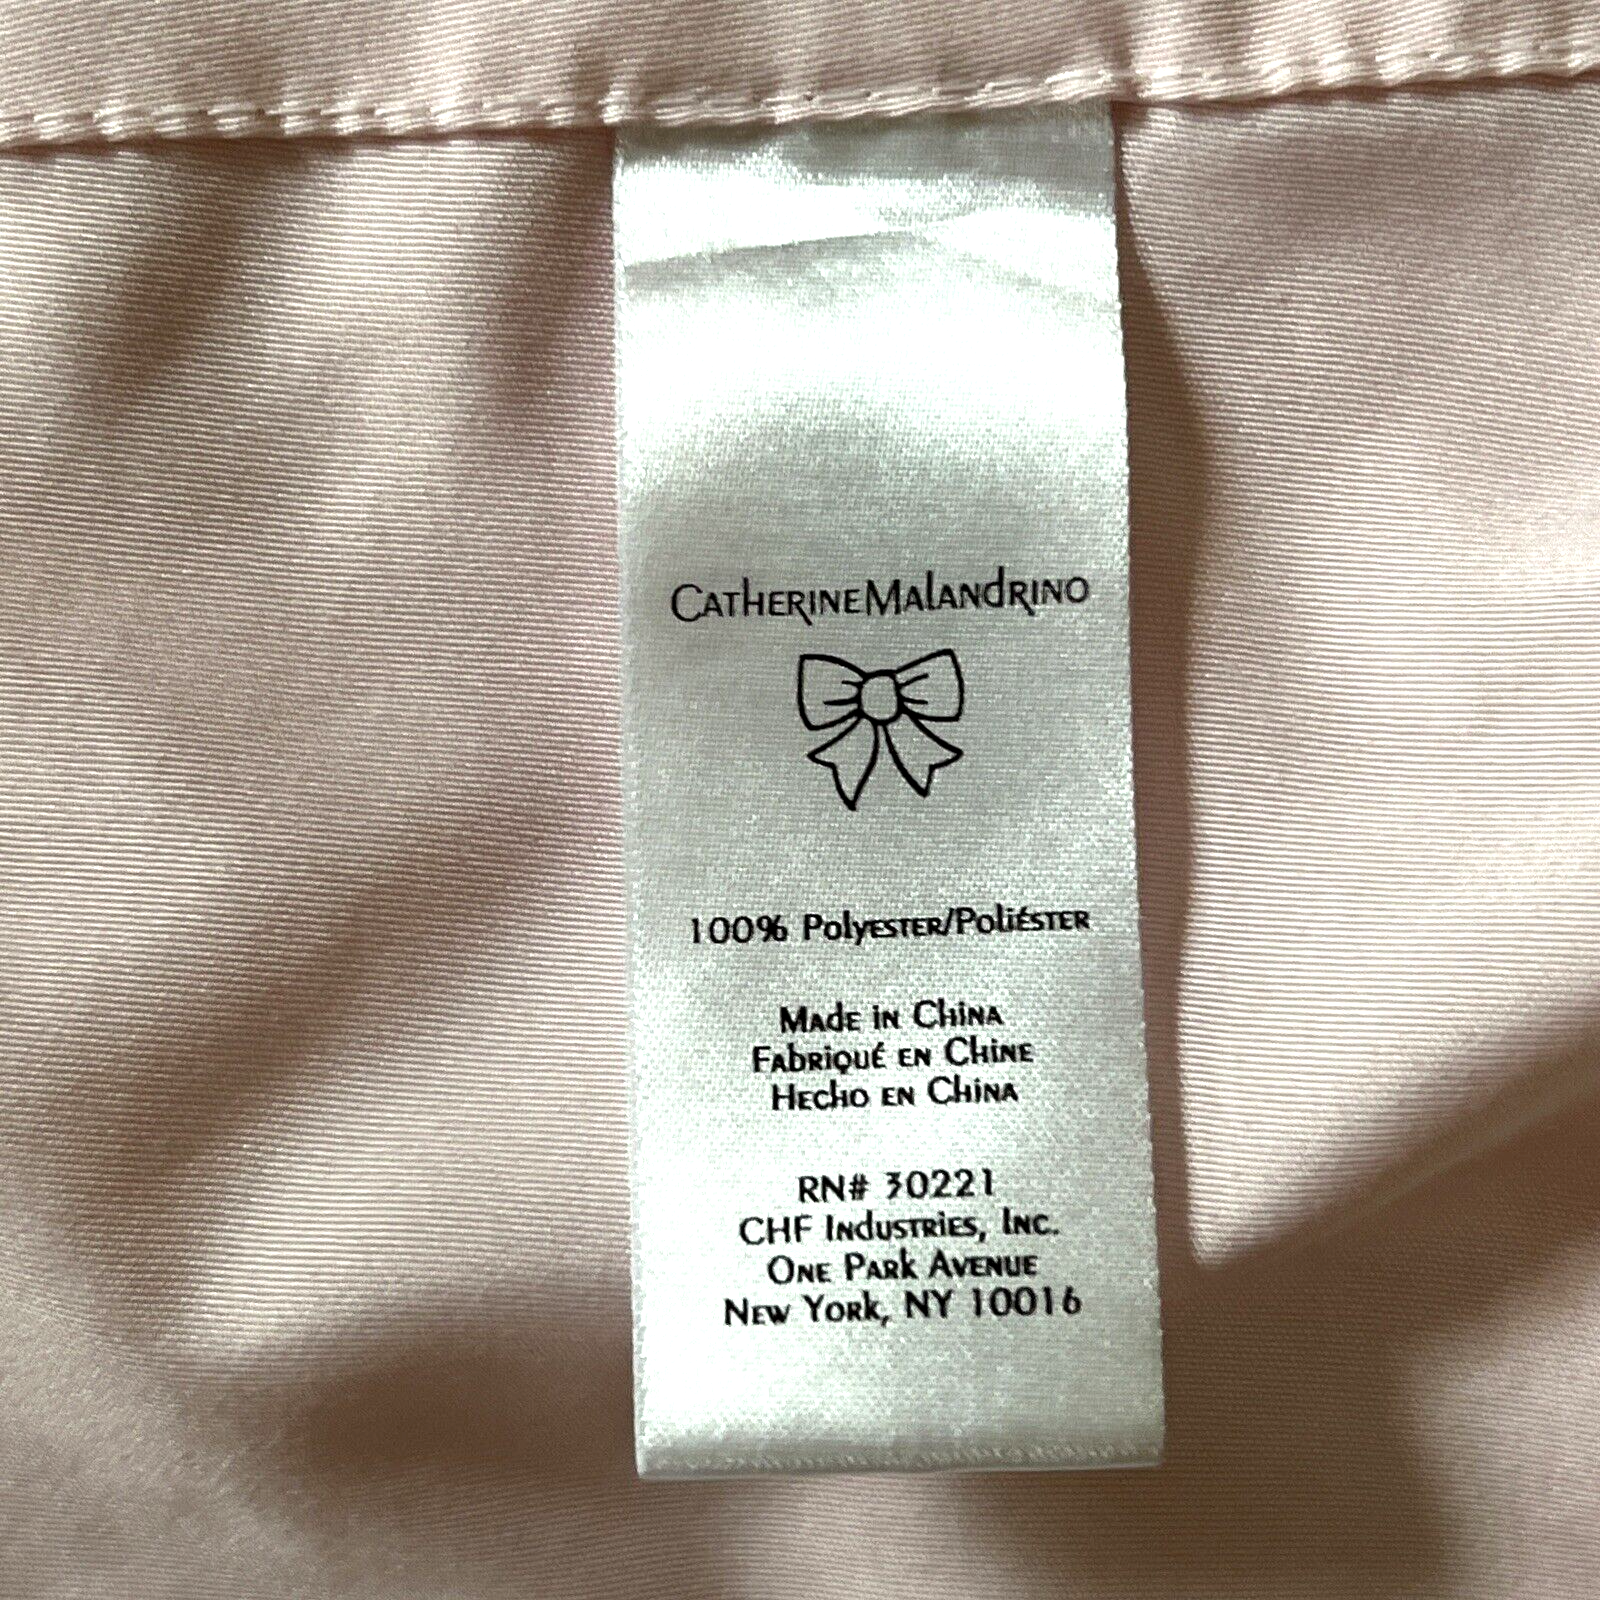 CatherineMalandrino
100% Polyester/Poliéster
Made in China
Fabriqué en Chine
Hecho en China
RN# 30221
CHF Industries, Inc.
One Park Avenue
New York, NY 10016